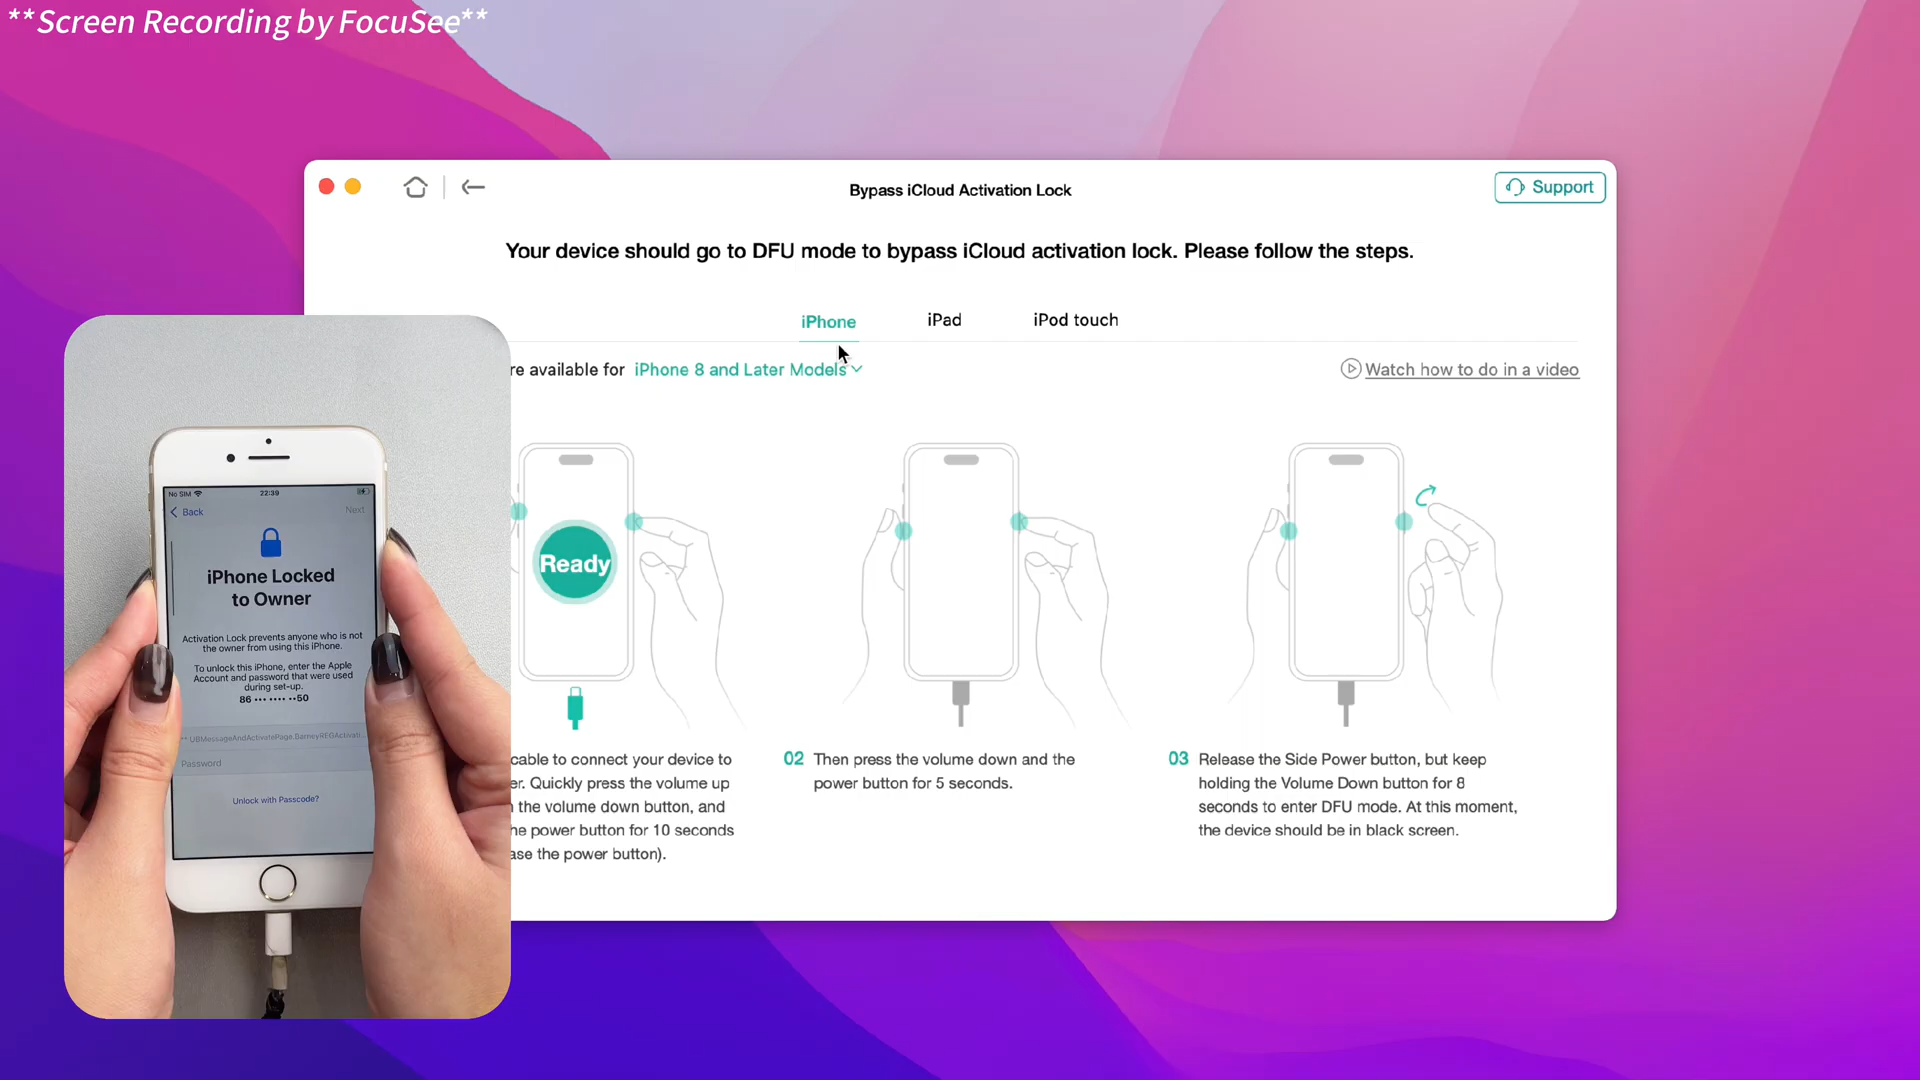 **Screen Recording by FocuSee**
Bypass iCloud Activation Lock
Support
Your device should go to DFU mode to bypass iCloud activation lock. Please follow the steps.
iPhone
iPad
iPod touch
re available for iPhone 8 and Later Models
Watch how to do in a video
Ready
cable to connect your device to
er. Quickly press the volume up
the volume down button, and
he power button for 10 seconds
ase the power button).
02 Then press the volume down and the
power button for 5 seconds.
03 Release the Side Power button, but keep
holding the Volume Down button for 8
seconds to enter DFU mode. At this moment,
the device should be in black screen.
No SIM
22:39
Back
Next
iPhone Locked
to Owner
Activation Lock prevents anyone who is not
the owner from using this iPhone.
To unlock this iPhone, enter the Apple
Account and password that were used
during set-up.
86 ••• •••• ••50
** UBMessageAndActivatePage.BarneyREGActivati...
Password
Unlock with Passcode?